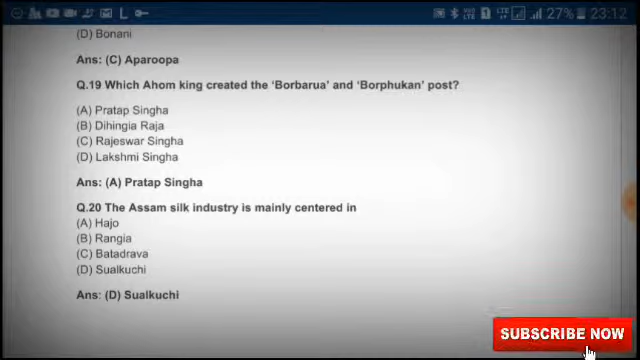 27% 23:12
(D) Bonani
Ans: (C) Aparoopa
Q.19 Which Ahom king created the ‘Borbarua’ and ‘Borphukan’ post?
(A) Pratap Singha
(B) Dihingia Raja
(C) Rajeswar Singha
(D) Lakshmi Singha
Ans: (A) Pratap Singha
Q.20 The Assam silk industry is mainly centered in
(A) Hajo
(B) Rangia
(C) Batadrava
(D) Sualkuchi
Ans: (D) Sualkuchi
SUBSCRIBE NOW